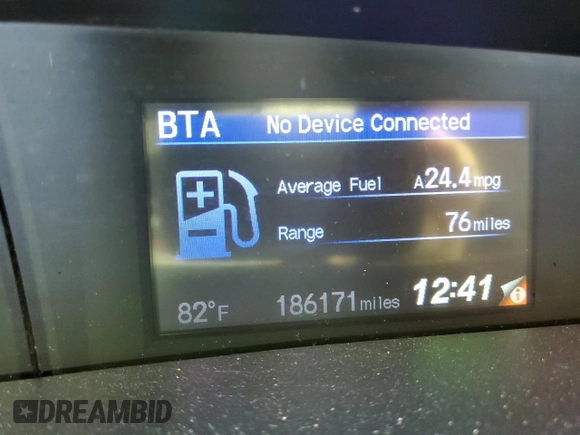 BTA No Device Connected
Average Fuel A24.4mpg
Range 76miles
82°F 186171miles 12:41 i
DREAMBID